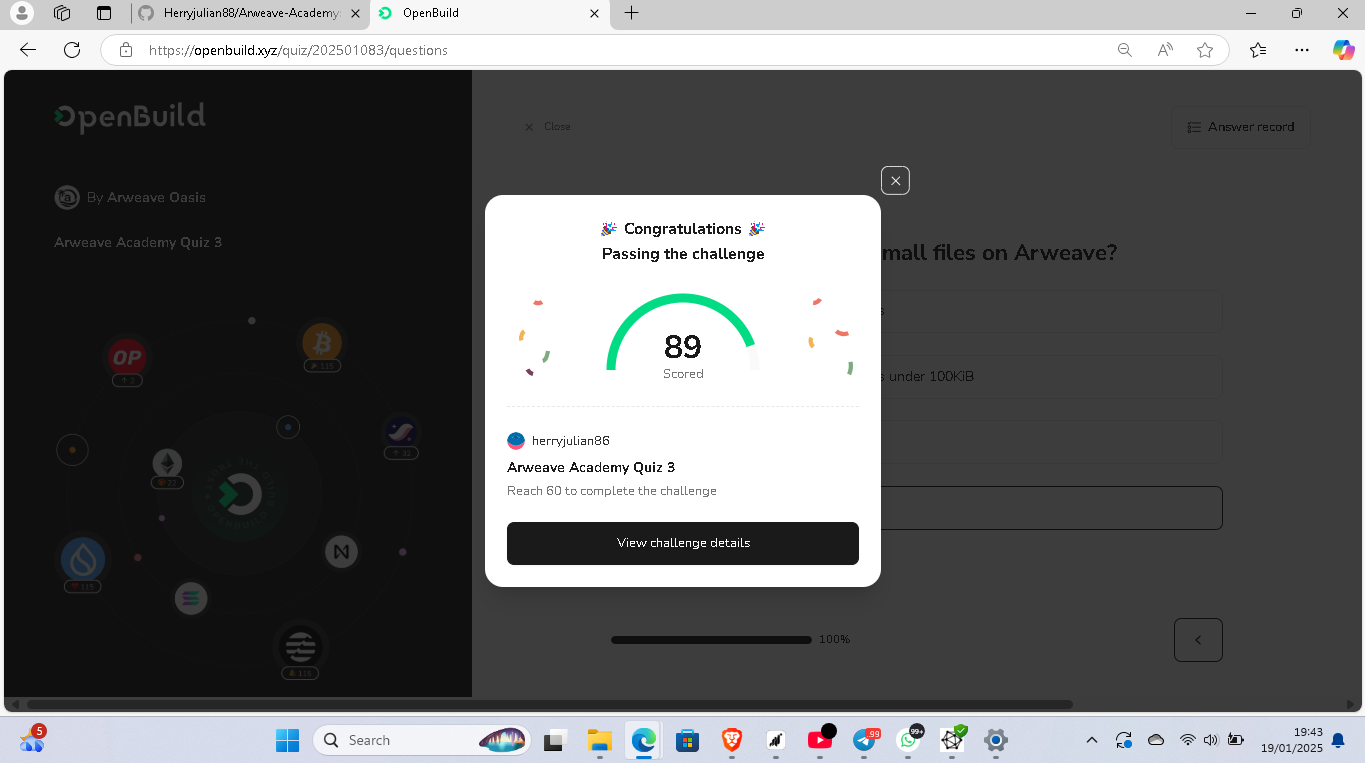 Herryjulian88/Arweave-Academy:
OpenBuild
https://openbuild.xyz/quiz/202501083/questions
OpenBuild
By Arweave Oasis
Arweave Academy Quiz 3
OP
2
115
32
22
115
115
Close
Answer record
mall files on Arweave?
s
s under 100KiB
100%
🎉 Congratulations 🎉
Passing the challenge
89
Scored
herryjulian86
Arweave Academy Quiz 3
Reach 60 to complete the challenge
View challenge details
5
Search
.99
99+
19:43
19/01/2025